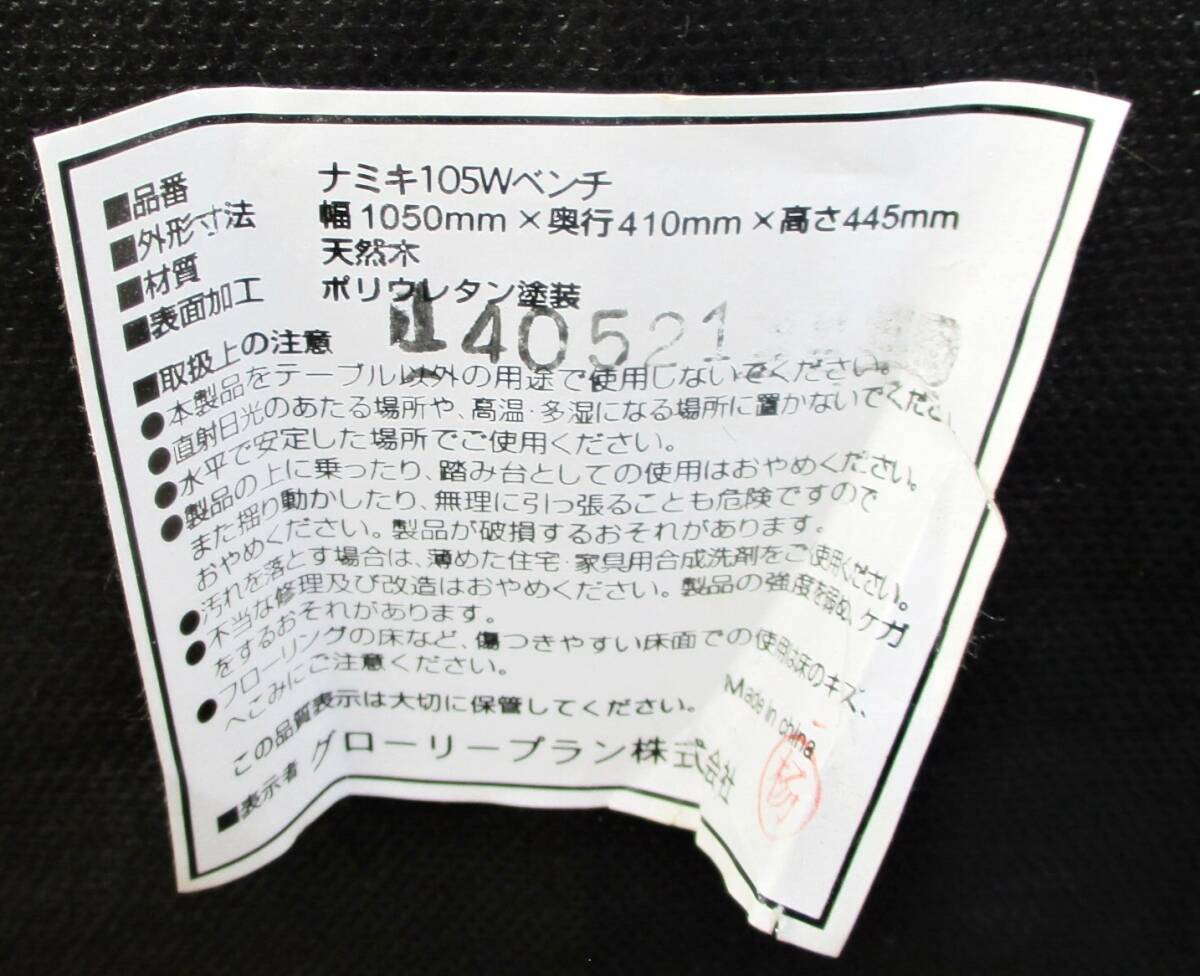 ■品番 ナミキ105Wベンチ
■外形寸法 幅1050mm×奥行410mm×高さ445mm
■材質 天然木
■表面加工 ポリウレタン塗装
140521
■取扱上の注意
●本製品をテーブル以外の用途で使用しないでください。
●直射日光のあたる場所や、高温・多湿になる場所に置かないでくだ
●水平で安定した場所でご使用ください。
●製品の上に乗ったり、踏み台としての使用はおやめください。
また揺り動かしたり、無理に引っ張ることも危険ですので
おやめください。製品が破損するおそれがあります。
●汚れを落とす場合は、薄めた住宅・家具用合成洗剤をご使用ください。
●不当な修理及び改造はおやめください。製品の強度を弱め、ケガ
をするおそれがあります。
●フローリングの床など、傷つきやすい床面での使用は床のキズ、
へこみにご注意ください。
この品質表示は大切に保管してください。
Made in china
■表示者 グローリープラン株式会社